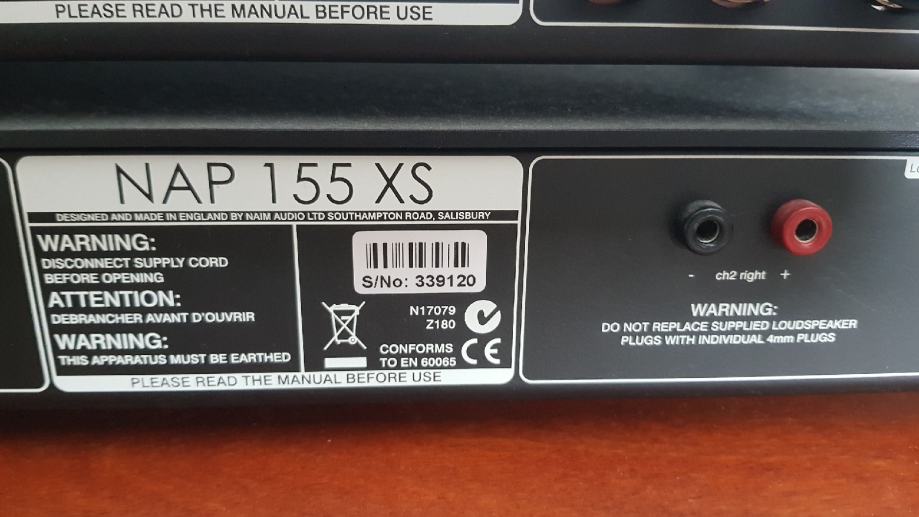 PLEASE READ THE MANUAL BEFORE USE
NAP 155 XS
DESIGNED AND MADE IN ENGLAND BY NAIM AUDIO LTD SOUTHAMPTON ROAD, SALISBURY
WARNING:
DISCONNECT SUPPLY CORD
BEFORE OPENING
ATTENTION:
DEBRANCHER AVANT D'OUVRIR
WARNING:
THIS APPARATUS MUST BE EARTHED
S/No: 339120
N17079
Z180
CONFORMS
TO EN 60065
CE
PLEASE READ THE MANUAL BEFORE USE
- ch2 right +
WARNING:
DO NOT REPLACE SUPPLIED LOUDSPEAKER
PLUGS WITH INDIVIDUAL 4mm PLUGS